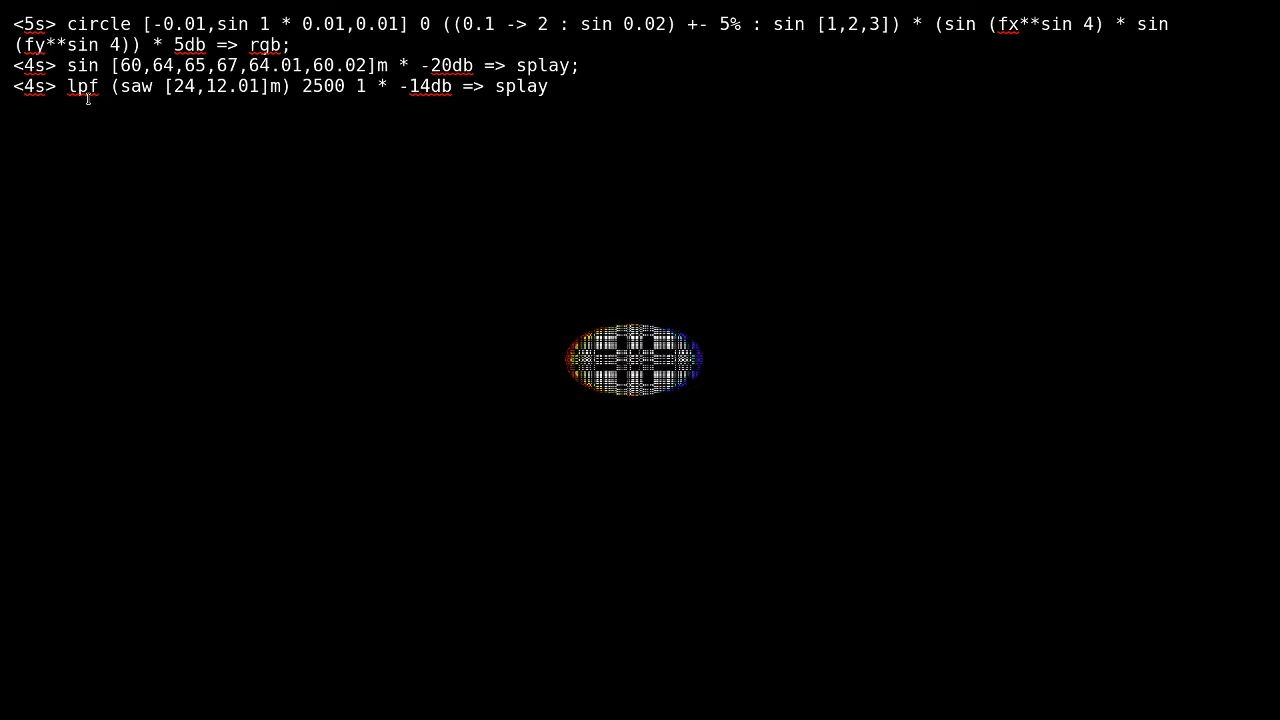 <5s> circle [-0.01,sin 1 * 0.01,0.01] 0 ((0.1 -> 2 : sin 0.02) +- 5% : sin [1,2,3]) * (sin (fx**sin 4) * sin
(fy**sin 4)) * 5db => rgb;
<4s> sin [60,64,65,67,64.01,60.02]m * -20db => splay;
<4s> lpf (saw [24,12.01]m) 2500 1 * -14db => splay